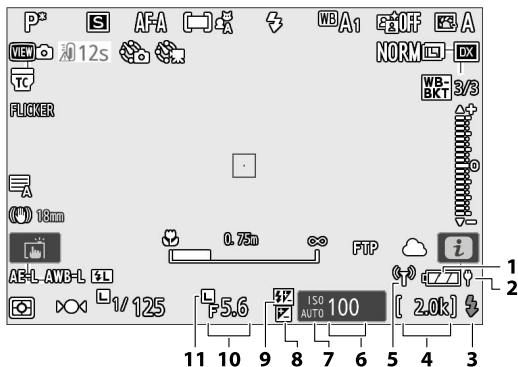 P* S AF-A WB A1 OFF A
VIEW 12s NORM L DX
TC WB-BKT 3/3
FLICKER
A
18mm
0.75m ∞ FTP i
AE-L AWB-L L
L 1/125 L F5.6 ISO AUTO 100 [ 2.0k]
1
2
11 10 9 8 7 6 5 4 3